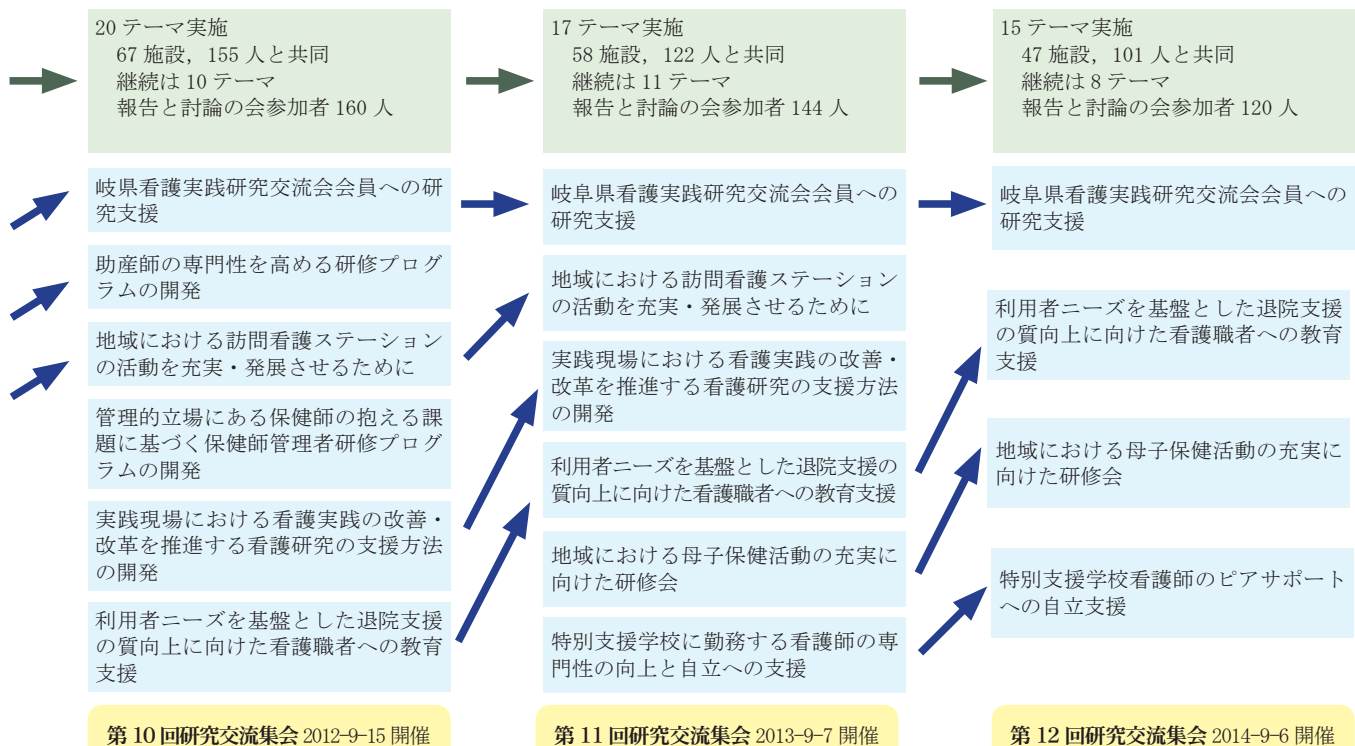 20 テーマ実施
67 施設，155 人と共同
継続は 10 テーマ
報告と討論の会参加者 160 人
岐県看護実践研究交流会会員への研
究支援
助産師の専門性を高める研修プログ
ラムの開発
地域における訪問看護ステーション
の活動を充実・発展させるために
管理的立場にある保健師の抱える課
題に基づく保健師管理者研修プログ
ラムの開発
実践現場における看護実践の改善・
改革を推進する看護研究の支援方法
の開発
利用者ニーズを基盤とした退院支援
の質向上に向けた看護職者への教育
支援
第 10 回研究交流集会 2012-9-15 開催
17 テーマ実施
58 施設，122 人と共同
継続は 11 テーマ
報告と討論の会参加者 144 人
岐阜県看護実践研究交流会会員への
研究支援
地域における訪問看護ステーション
の活動を充実・発展させるために
実践現場における看護実践の改善・
改革を推進する看護研究の支援方法
の開発
利用者ニーズを基盤とした退院支援の
質向上に向けた看護職者への教育支援
地域における母子保健活動の充実に
向けた研修会
特別支援学校に勤務する看護師の専
門性の向上と自立への支援
第 11 回研究交流集会 2013-9-7 開催
15 テーマ実施
47 施設，101 人と共同
継続は 8 テーマ
報告と討論の会参加者 120 人
岐阜県看護実践研究交流会会員への
研究支援
利用者ニーズを基盤とした退院支援
の質向上に向けた看護職者への教育
支援
地域における母子保健活動の充実に
向けた研修会
特別支援学校看護師のピアサポート
への自立支援
第 12 回研究交流集会 2014-9-6 開催